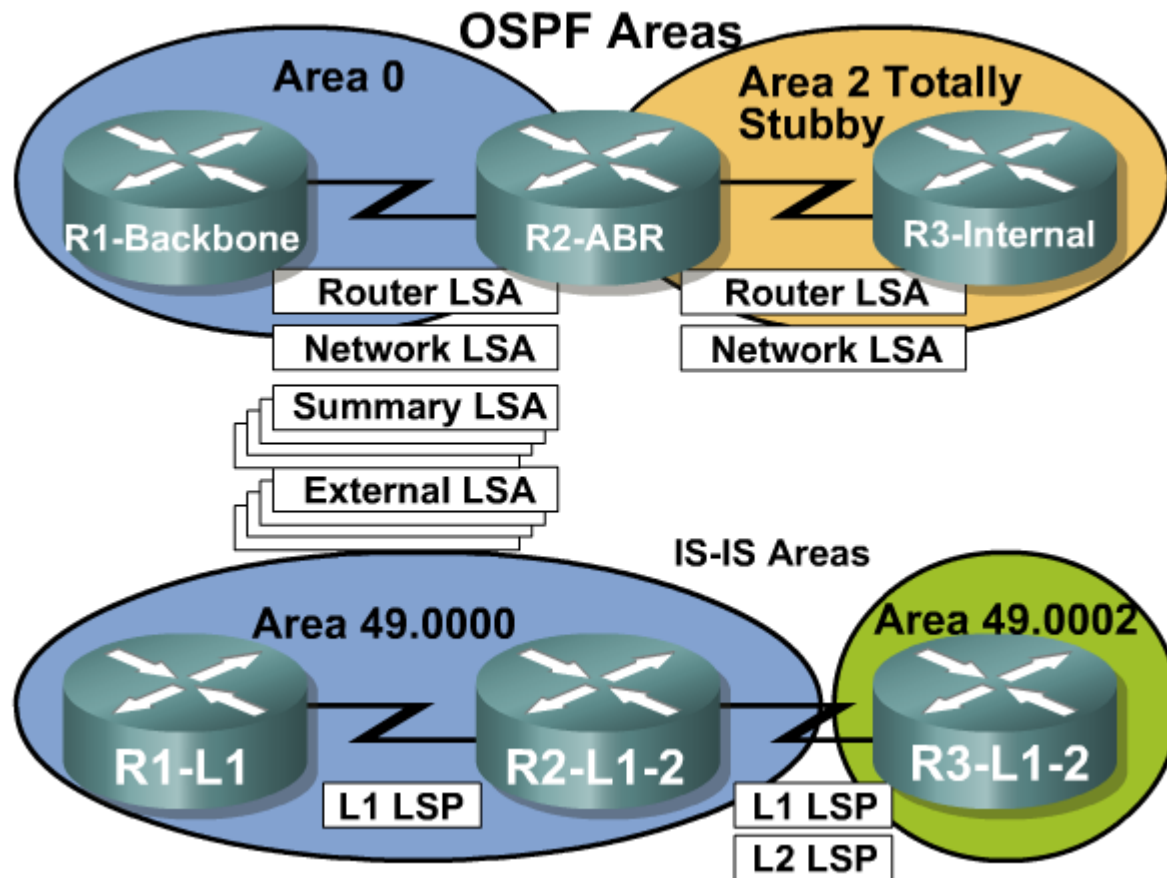 OSPF Areas
Area 0
Area 2 Totally
Stubby
R1-Backbone
R2-ABR
R3-Internal
Router LSA
Router LSA
Network LSA
Network LSA
Summary LSA
External LSA
IS-IS Areas
Area 49.0000
Area 49.0002
R1-L1
R2-L1-2
R3-L1-2
L1 LSP
L1 LSP
L2 LSP